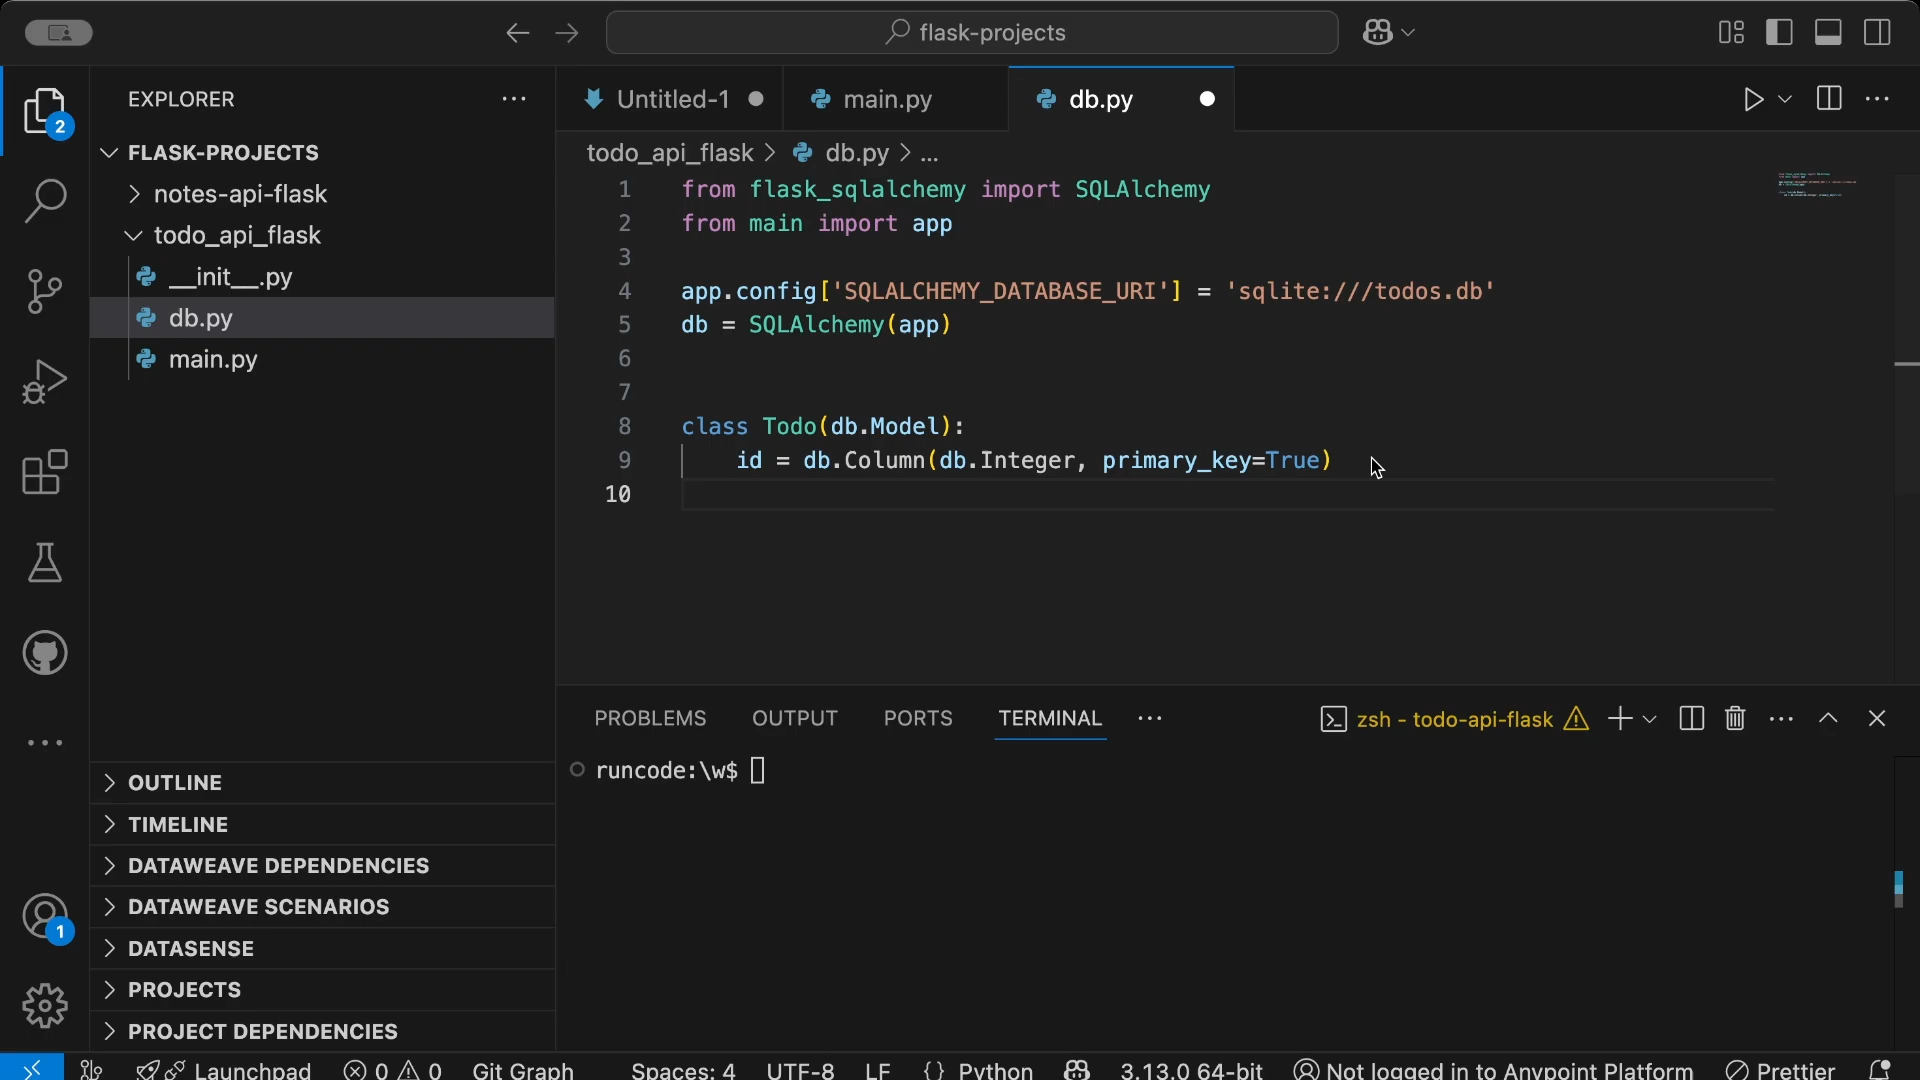 flask-projects
EXPLORER
Untitled-1
main.py
db.py
2
FLASK-PROJECTS
notes-api-flask
todo_api_flask
__init__.py
db.py
main.py
todo_api_flask > db.py > ...
1 from flask_sqlalchemy import SQLAlchemy
2 from main import app
3
4 app.config['SQLALCHEMY_DATABASE_URI'] = 'sqlite:///todos.db'
5 db = SQLAlchemy(app)
6
7
8 class Todo(db.Model):
9 id = db.Column(db.Integer, primary_key=True)
10
PROBLEMS OUTPUT PORTS TERMINAL
zsh - todo-api-flask
runcode:\w$
OUTLINE
TIMELINE
DATAWEAVE DEPENDENCIES
DATAWEAVE SCENARIOS
DATASENSE
PROJECTS
PROJECT DEPENDENCIES
1
Launchpad 0 0 Git Graph Spaces: 4 UTF-8 LF {} Python 3.13.0 64-bit Not logged in to Anypoint Platform Prettier